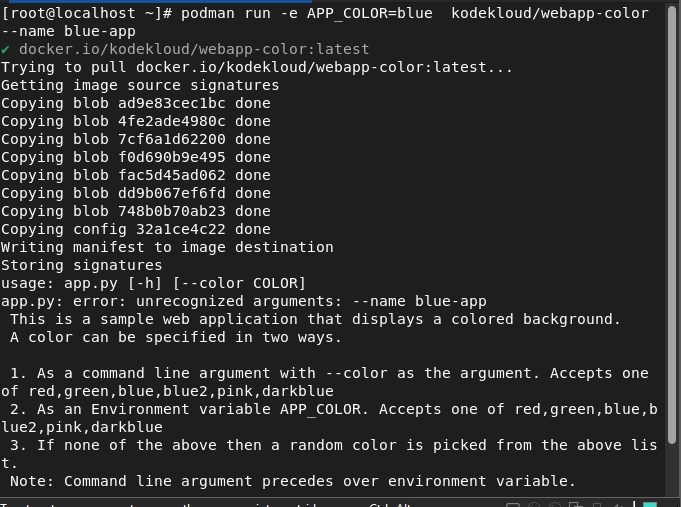 [root@localhost ~]# podman run -e APP_COLOR=blue  kodekloud/webapp-color
--name blue-app
✔ docker.io/kodekloud/webapp-color:latest
Trying to pull docker.io/kodekloud/webapp-color:latest...
Getting image source signatures
Copying blob ad9e83cec1bc done
Copying blob 4fe2ade4980c done
Copying blob 7cf6a1d62200 done
Copying blob f0d690b9e495 done
Copying blob fac5d45ad062 done
Copying blob dd9b067ef6fd done
Copying blob 748b0b70ab23 done
Copying config 32a1ce4c22 done
Writing manifest to image destination
Storing signatures
usage: app.py [-h] [--color COLOR]
app.py: error: unrecognized arguments: --name blue-app
 This is a sample web application that displays a colored background.
 A color can be specified in two ways.

 1. As a command line argument with --color as the argument. Accepts one
of red,green,blue,blue2,pink,darkblue
 2. As an Environment variable APP_COLOR. Accepts one of red,green,blue,b
lue2,pink,darkblue
 3. If none of the above then a random color is picked from the above lis
t.
 Note: Command line argument precedes over environment variable.